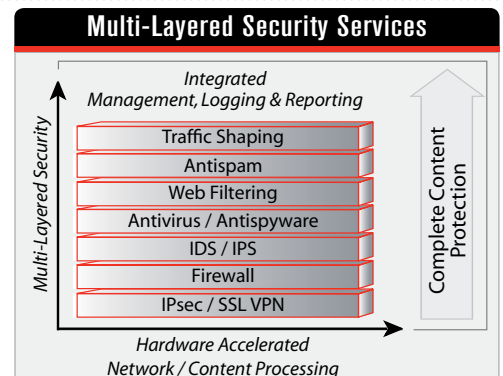 Multi-Layered Security Services
Integrated
Management, Logging & Reporting
Multi-Layered Security
Traffic Shaping
Antispam
Web Filtering
Antivirus / Antispyware
IDS / IPS
Firewall
IPsec / SSL VPN
Complete Content
Protection
Hardware Accelerated
Network / Content Processing